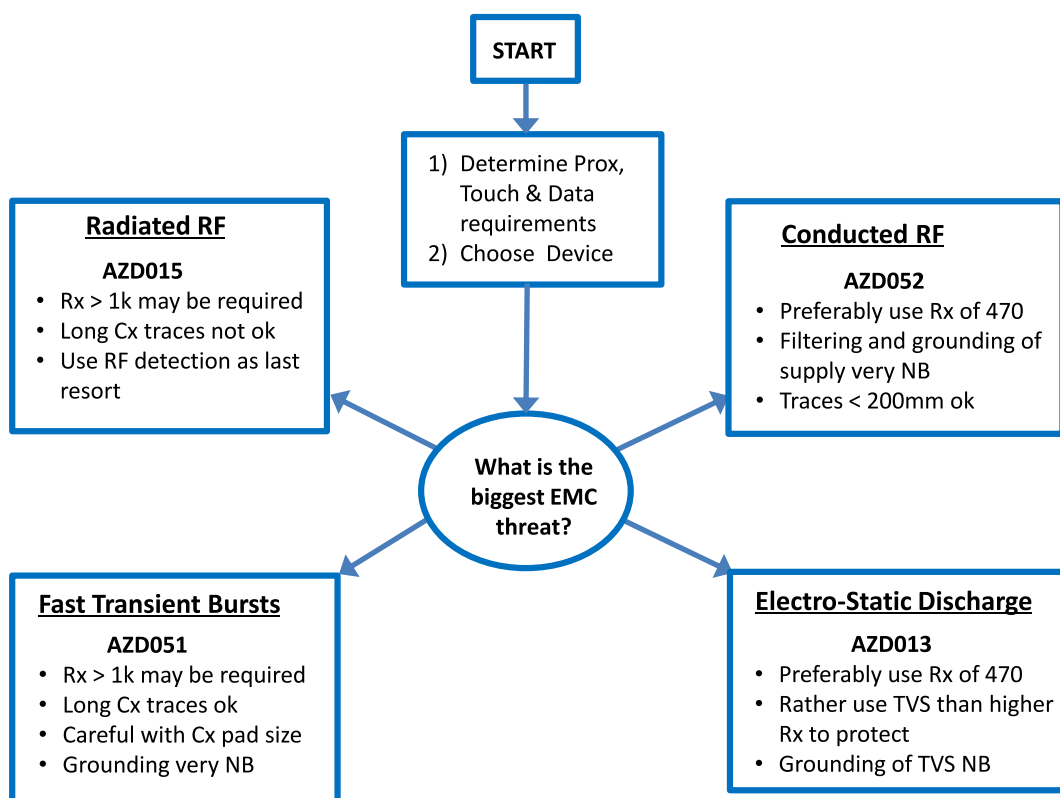 START
1) Determine Prox,
Touch & Data
requirements
2) Choose Device
Radiated RF
AZD015
• Rx > 1k may be required
• Long Cx traces not ok
• Use RF detection as last
resort
Conducted RF
AZD052
• Preferably use Rx of 470
• Filtering and grounding of
supply very NB
• Traces < 200mm ok
What is the
biggest EMC
threat?
Fast Transient Bursts
AZD051
• Rx > 1k may be required
• Long Cx traces ok
• Careful with Cx pad size
• Grounding very NB
Electro-Static Discharge
AZD013
• Preferably use Rx of 470
• Rather use TVS than higher
Rx to protect
• Grounding of TVS NB